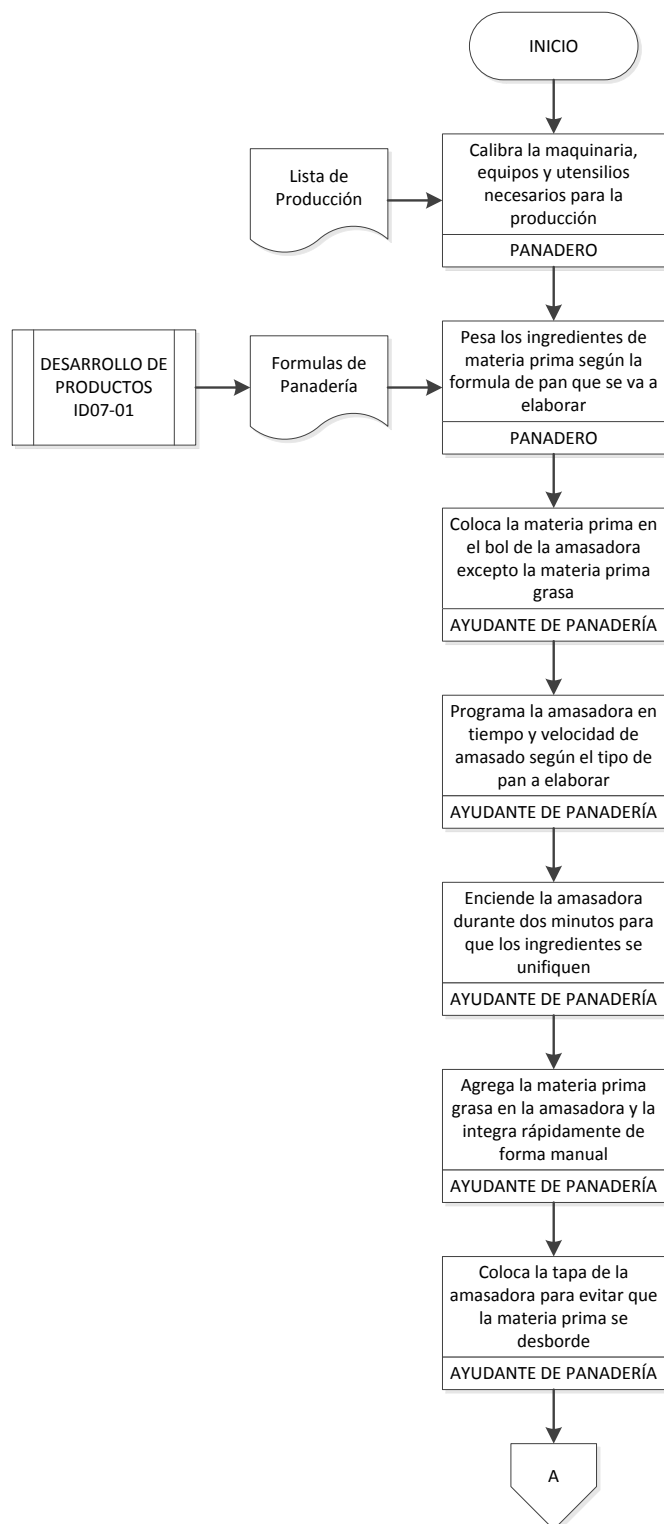 INICIO
Lista de
Producción
Calibra la maquinaria,
equipos y utensilios
necesarios para la
producción
PANADERO
DESARROLLO DE
PRODUCTOS
ID07-01
Formulas de
Panadería
Pesa los ingredientes de
materia prima según la
formula de pan que se va a
elaborar
PANADERO
Coloca la materia prima en
el bol de la amasadora
excepto la materia prima
grasa
AYUDANTE DE PANADERÍA
Programa la amasadora en
tiempo y velocidad de
amasado según el tipo de
pan a elaborar
AYUDANTE DE PANADERÍA
Enciende la amasadora
durante dos minutos para
que los ingredientes se
unifiquen
AYUDANTE DE PANADERÍA
Agrega la materia prima
grasa en la amasadora y la
integra rápidamente de
forma manual
AYUDANTE DE PANADERÍA
Coloca la tapa de la
amasadora para evitar que
la materia prima se
desborde
AYUDANTE DE PANADERÍA
A